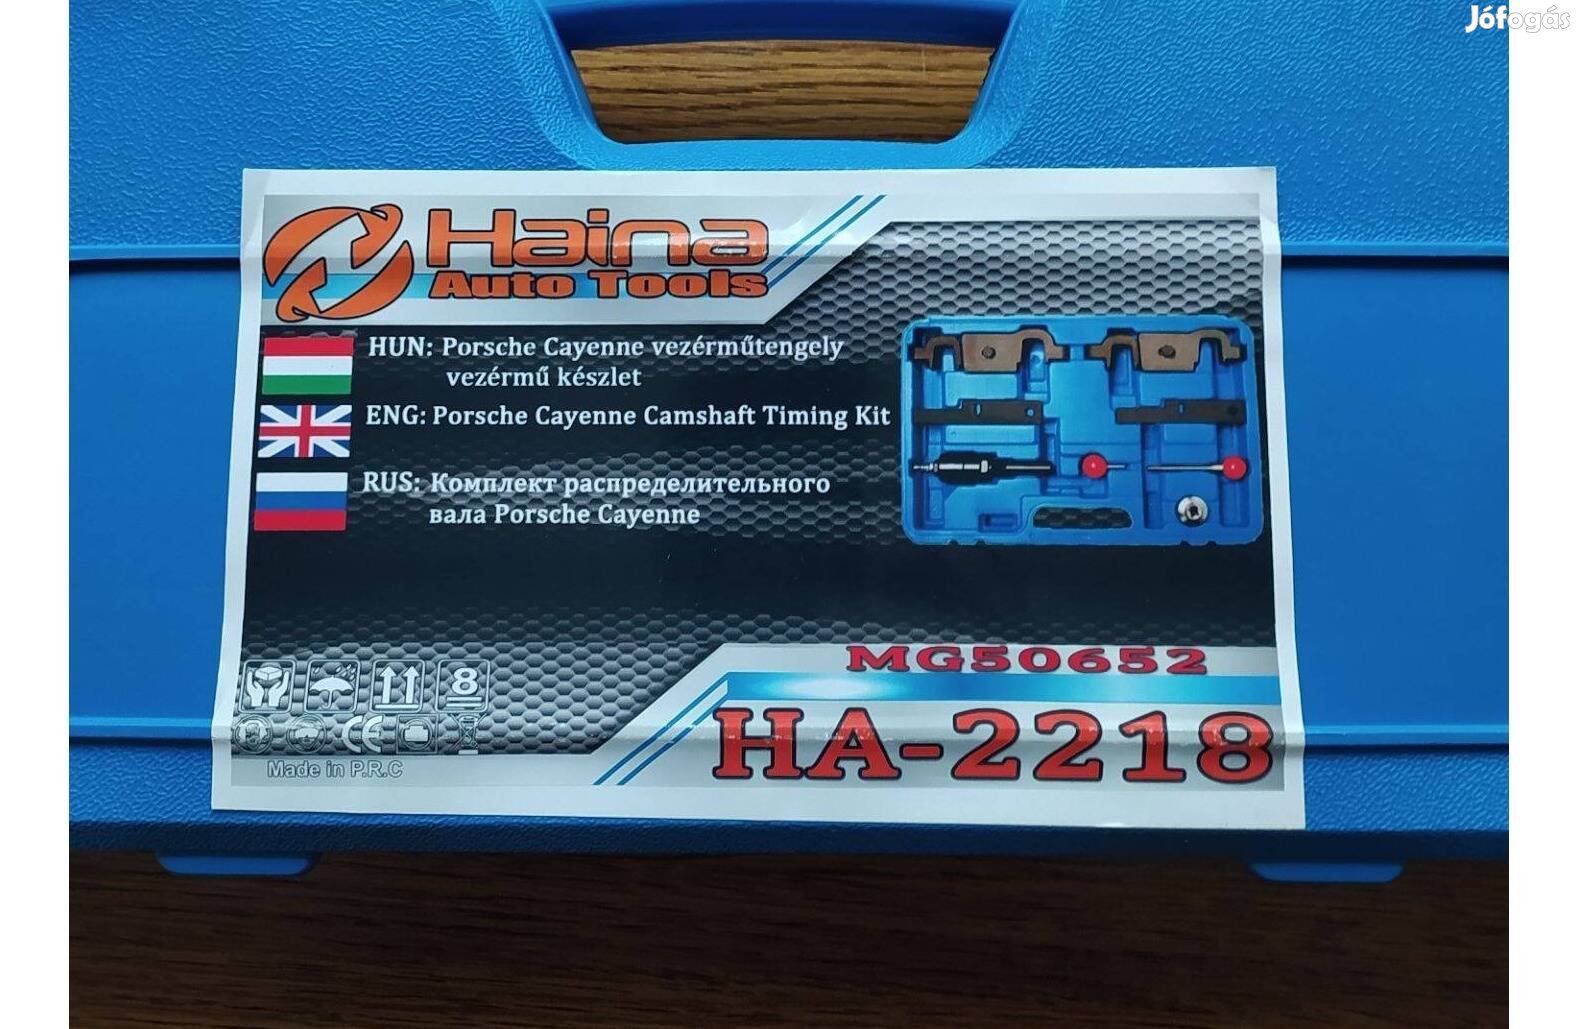 Jófogás
Haina
Auto Tools
HUN: Porsche Cayenne vezérműtengely
vezérmű készlet
ENG: Porsche Cayenne Camshaft Timing Kit
RUS: Комплект распределительного
вала Porsche Cayenne
MG50652
HA-2218
8
CE
Made in P.R.C